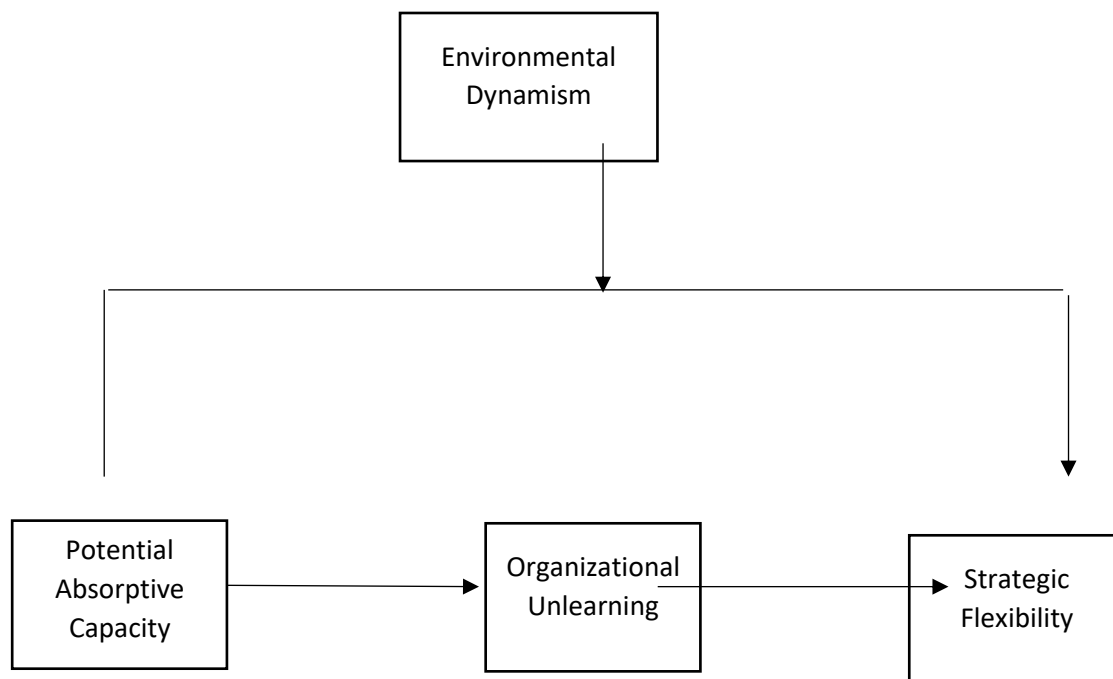 Environmental
Dynamism
Potential
Absorptive
Capacity
Organizational
Unlearning
Strategic
Flexibility